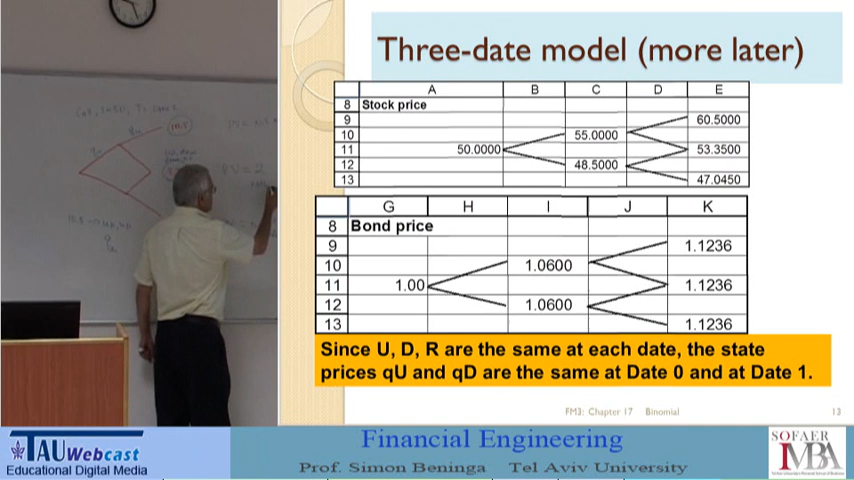 Three-date model (more later)
A B C D E
8 Stock price
9 60.5000
10 55.0000
11 50.0000 53.3500
12 48.5000
13 47.0450
G H I J K
8 Bond price
9 1.1236
10 1.0600
11 1.00 1.1236
12 1.0600
13 1.1236
Since U, D, R are the same at each date, the state
prices qU and qD are the same at Date 0 and at Date 1.
FM3: Chapter 17 Binomial 13
TAU Webcast
Educational Digital Media
Financial Engineering
Prof. Simon Beninga Tel Aviv University
SOFAER
IMBA